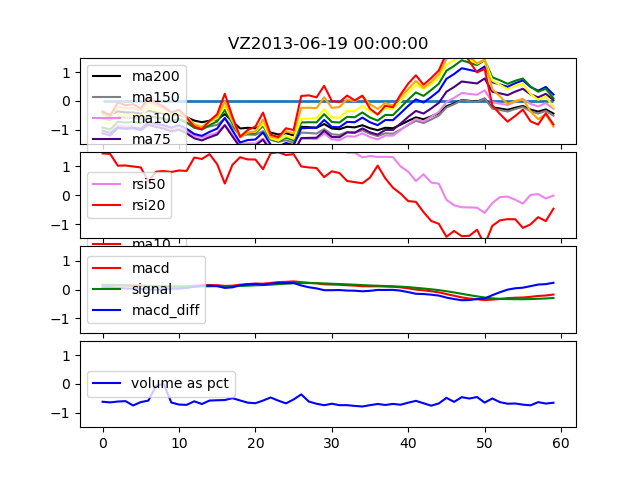 VZ2013-06-19 00:00:00
1
0
−1
ma200
ma150
ma100
ma75
1
0
−1
rsi50
rsi20
ma10
1
0
−1
macd
signal
macd_diff
1
0
−1
volume as pct
0 10 20 30 40 50 60